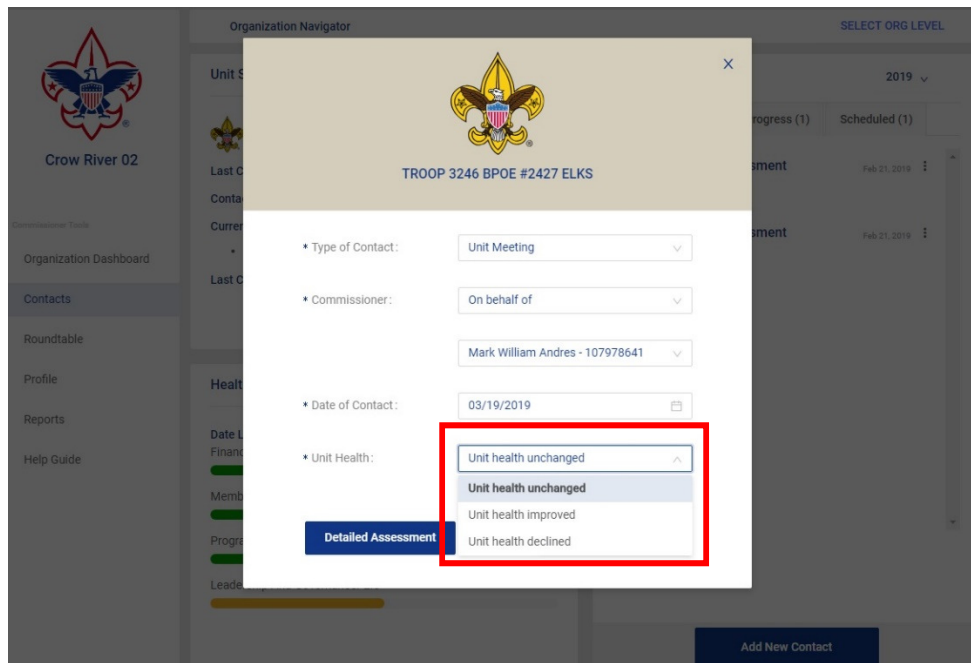 Organization Navigator
SELECT ORG LEVEL
Crow River 02
Commissioner Tools
Organization Dashboard
Contacts
Roundtable
Profile
Reports
Help Guide
Unit S
Last C
Conta
Curre
Last C
Healt
Date L
Financ
Memb
Progra
Leade
X
TROOP 3246 BPOE #2427 ELKS
* Type of Contact:
Unit Meeting
* Commissioner:
On behalf of
Mark William Andres - 107978641
* Date of Contact:
03/19/2019
* Unit Health:
Unit health unchanged
Unit health unchanged
Unit health improved
Unit health declined
Detailed Assessment
2019
rogress (1)
Scheduled (1)
sment
Feb 21, 2019
sment
Feb 21, 2019
Add New Contact